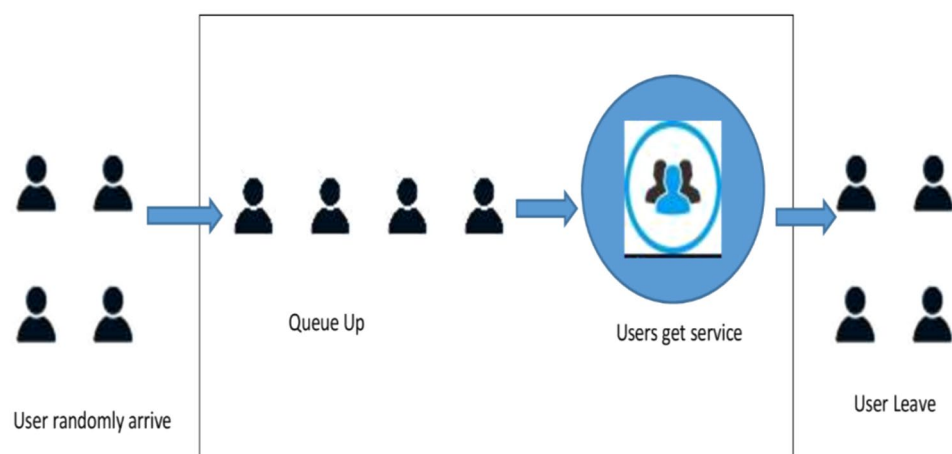 Queue Up
Users get service
User Leave
User randomly arrive